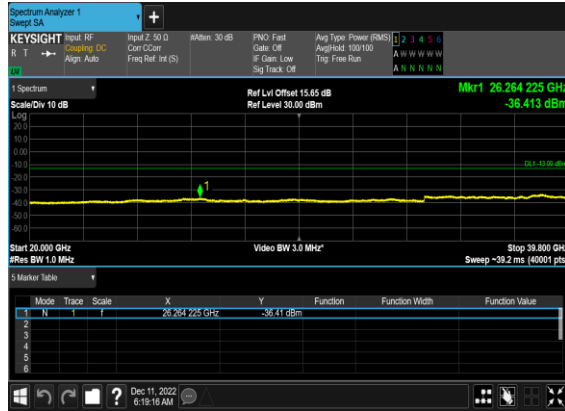 Spectrum Analyzer 1
Swept SA
+
KEYSIGHT Input: RF Input Z: 50 Ω #Atten: 30 dB PNO: Fast Avg Type: Power (RMS) 1 2 3 4 5 6
R T Coupling: DC Corr CCorr Gate: Off Avg|Hold: 100/100 A W W W W W
Align: Auto Freq Ref: Int (S) IF Gain: Low Trig: Free Run
LW Sig Track: Off A N N N N N
1 Spectrum Ref Lvl Offset 15.65 dB Mkr1 26.264 225 GHz
Scale/Div 10 dB Ref Level 30.00 dBm -36.413 dBm
Log
20.0
10.0
0.00
-10.0 DL1 -13.00 dBm
-20.0
-30.0 1
-40.0
-50.0
-60.0
Start 20.000 GHz Video BW 3.0 MHz* Stop 39.800 GHz
#Res BW 1.0 MHz Sweep ~39.2 ms (40001 pts)
5 Marker Table
Mode Trace Scale X Y Function Function Width Function Value
1 N 1 f 26.264 225 GHz -36.41 dBm
2
3
4
5
6
? Dec 11, 2022
6:19:16 AM